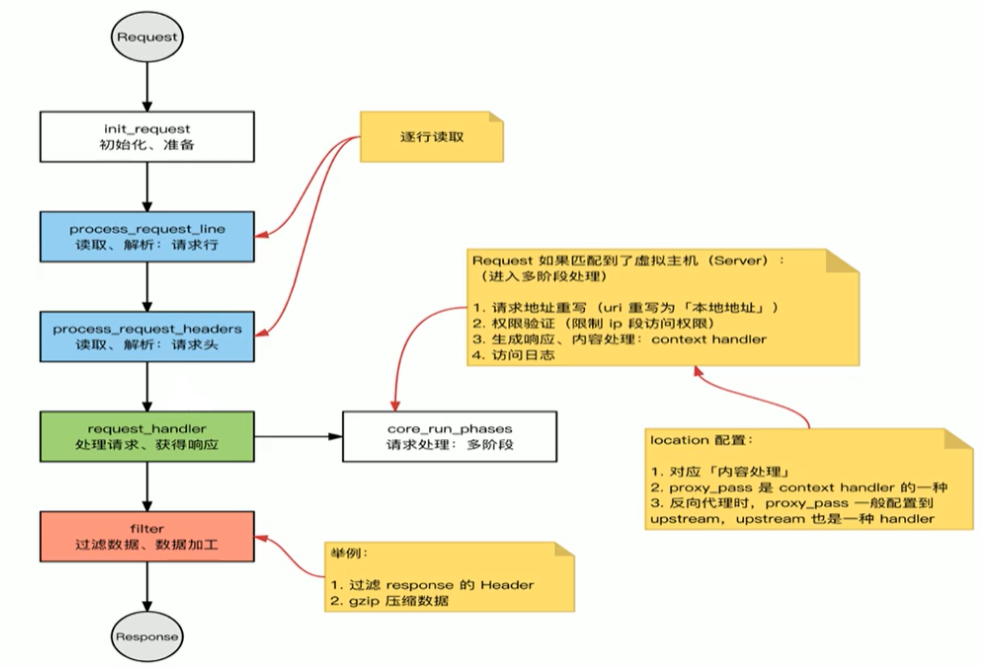 Request
init_request
初始化、准备
逐行读取
process_request_line
读取、解析：请求行
process_request_headers
读取、解析：请求头
Request 如果匹配到了虚拟主机（Server）：
（进入多阶段处理）
1. 请求地址重写（uri 重写为「本地地址」）
2. 权限验证（限制 ip 段访问权限）
3. 生成响应、内容处理：context handler
4. 访问日志
request_handler
处理请求、获得响应
core_run_phases
请求处理：多阶段
location 配置：
1. 对应「内容处理」
2. proxy_pass 是 context handler 的一种
3. 反向代理时，proxy_pass 一般配置到
upstream，upstream 也是一种 handler
filter
过滤数据、数据加工
举例：
1. 过滤 response 的 Header
2. gzip 压缩数据
Response